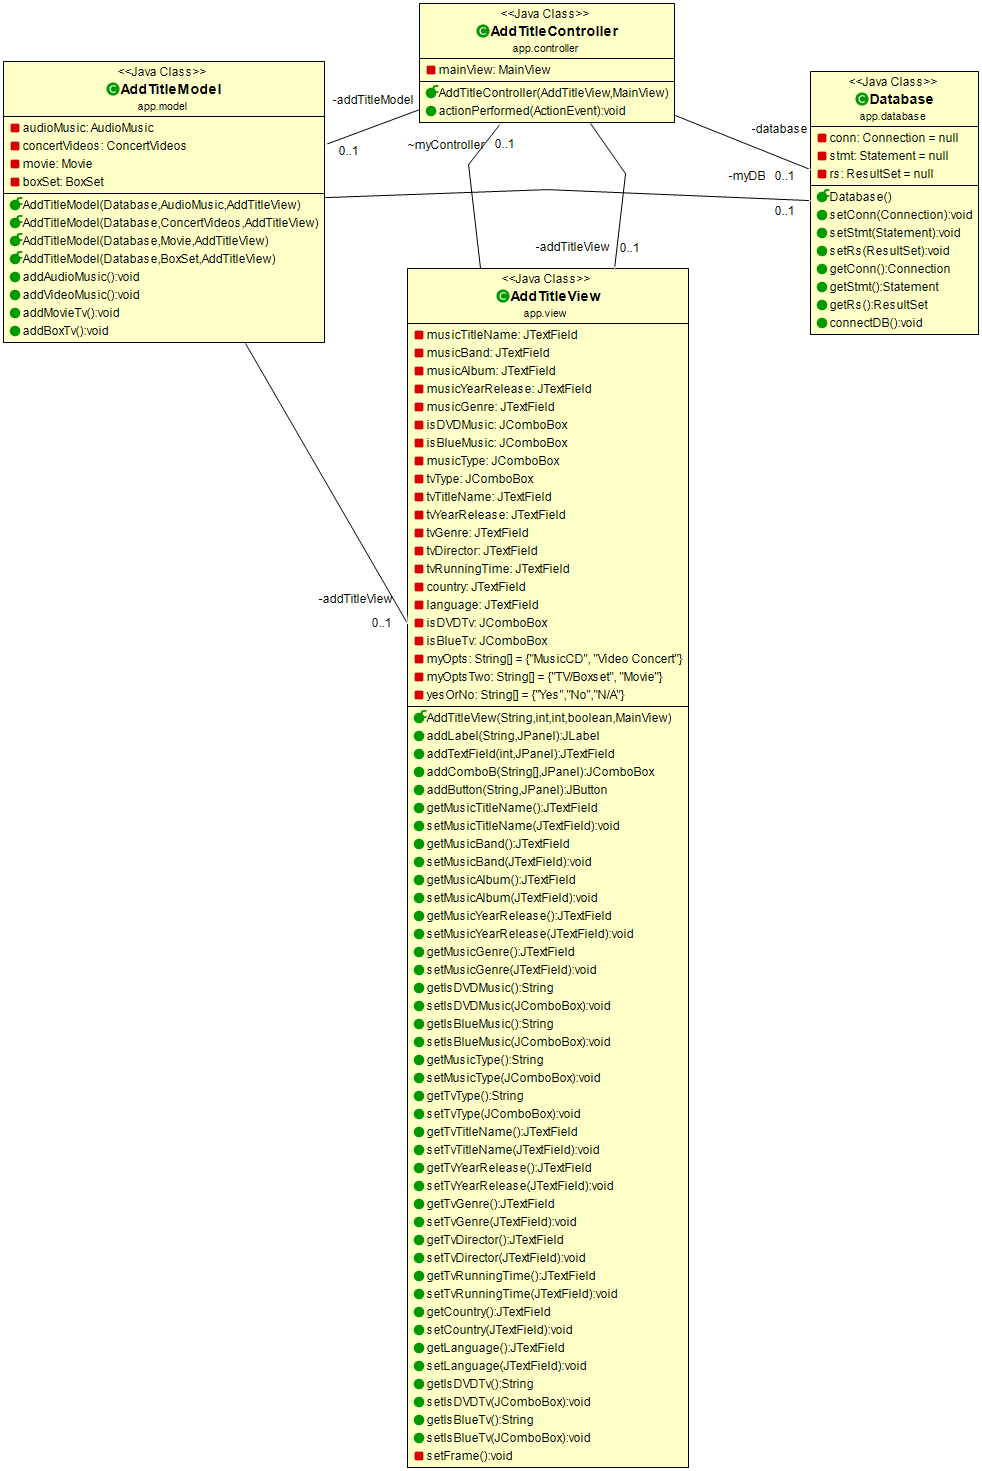 <<Java Class>>
AddTitleController
app.controller
mainView: MainView
AddTitleController(AddTitleView,MainView)
actionPerformed(ActionEvent):void
<<Java Class>>
AddTitleModel
app.model
audioMusic: AudioMusic
concertVideos: ConcertVideos
movie: Movie
boxSet: BoxSet
AddTitleModel(Database,AudioMusic,AddTitleView)
AddTitleModel(Database,ConcertVideos,AddTitleView)
AddTitleModel(Database,Movie,AddTitleView)
AddTitleModel(Database,BoxSet,AddTitleView)
addAudioMusic():void
addVideoMusic():void
addMovieTv():void
addBoxTv():void
<<Java Class>>
Database
app.database
conn: Connection = null
stmt: Statement = null
rs: ResultSet = null
Database()
setConn(Connection):void
setStmt(Statement):void
setRs(ResultSet):void
getConn():Connection
getStmt():Statement
getRs():ResultSet
connectDB():void
-addTitleModel
0..1
~myController
0..1
-database
-myDB
0..1
0..1
-addTitleView
0..1
-addTitleView
0..1
<<Java Class>>
AddTitleView
app.view
musicTitleName: JTextField
musicBand: JTextField
musicAlbum: JTextField
musicYearRelease: JTextField
musicGenre: JTextField
isDVDMusic: JComboBox
isBlueMusic: JComboBox
musicType: JComboBox
tvType: JComboBox
tvTitleName: JTextField
tvYearRelease: JTextField
tvGenre: JTextField
tvDirector: JTextField
tvRunningTime: JTextField
country: JTextField
language: JTextField
isDVDTv: JComboBox
isBlueTv: JComboBox
myOpts: String[] = {"MusicCD", "Video Concert"}
myOptsTwo: String[] = {"TV/Boxset", "Movie"}
yesOrNo: String[] = {"Yes","No","N/A"}
AddTitleView(String,int,int,boolean,MainView)
addLabel(String,JPanel):JLabel
addTextField(int,JPanel):JTextField
addComboB(String[],JPanel):JComboBox
addButton(String,JPanel):JButton
getMusicTitleName():JTextField
setMusicTitleName(JTextField):void
getMusicBand():JTextField
setMusicBand(JTextField):void
getMusicAlbum():JTextField
setMusicAlbum(JTextField):void
getMusicYearRelease():JTextField
setMusicYearRelease(JTextField):void
getMusicGenre():JTextField
setMusicGenre(JTextField):void
getIsDVDMusic():String
setIsDVDMusic(JComboBox):void
getIsBlueMusic():String
setIsBlueMusic(JComboBox):void
getMusicType():String
setMusicType(JComboBox):void
getTvType():String
setTvType(JComboBox):void
getTvTitleName():JTextField
setTvTitleName(JTextField):void
getTvYearRelease():JTextField
setTvYearRelease(JTextField):void
getTvGenre():JTextField
setTvGenre(JTextField):void
getTvDirector():JTextField
setTvDirector(JTextField):void
getTvRunningTime():JTextField
setTvRunningTime(JTextField):void
getCountry():JTextField
setCountry(JTextField):void
getLanguage():JTextField
setLanguage(JTextField):void
getIsDVDTv():String
setIsDVDTv(JComboBox):void
getIsBlueTv():String
setIsBlueTv(JComboBox):void
setFrame():void